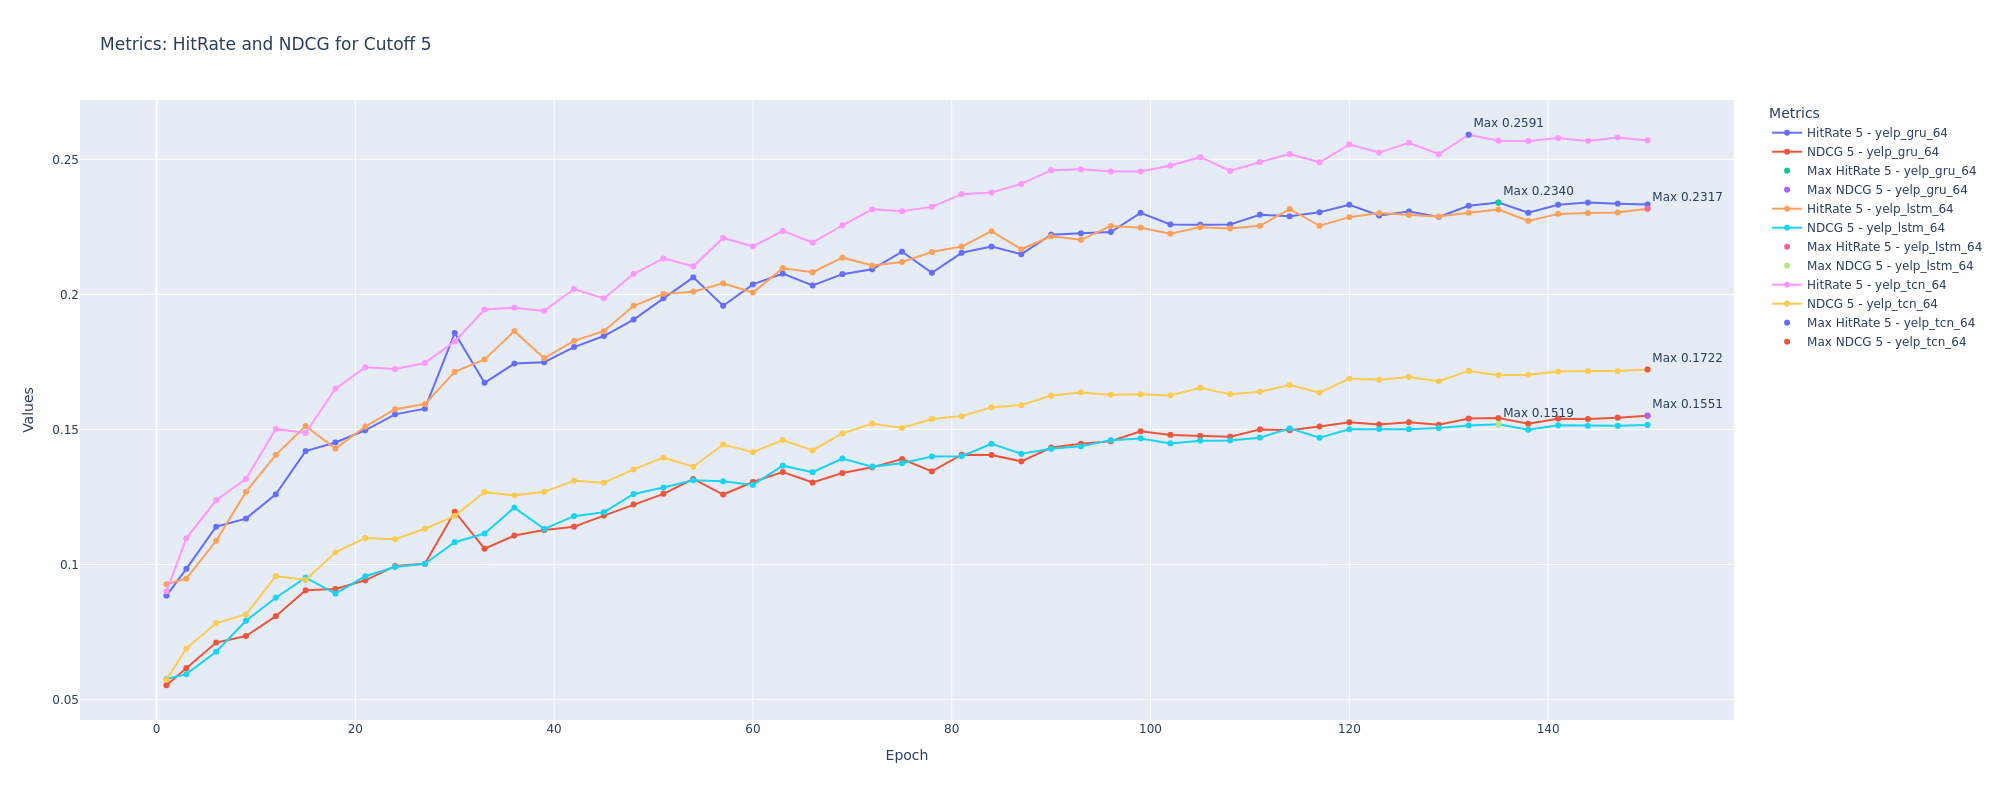 Metrics: HitRate and NDCG for Cutoff 5
Values
0.25
0.2
0.15
0.1
0.05
0
20
40
60
80
100
120
140
Epoch
Max 0.2591
Max 0.2340
Max 0.2317
Max 0.1722
Max 0.1551
Max 0.1519
Metrics
HitRate 5 - yelp_gru_64
NDCG 5 - yelp_gru_64
Max HitRate 5 - yelp_gru_64
Max NDCG 5 - yelp_gru_64
HitRate 5 - yelp_lstm_64
NDCG 5 - yelp_lstm_64
Max HitRate 5 - yelp_lstm_64
Max NDCG 5 - yelp_lstm_64
HitRate 5 - yelp_tcn_64
NDCG 5 - yelp_tcn_64
Max HitRate 5 - yelp_tcn_64
Max NDCG 5 - yelp_tcn_64